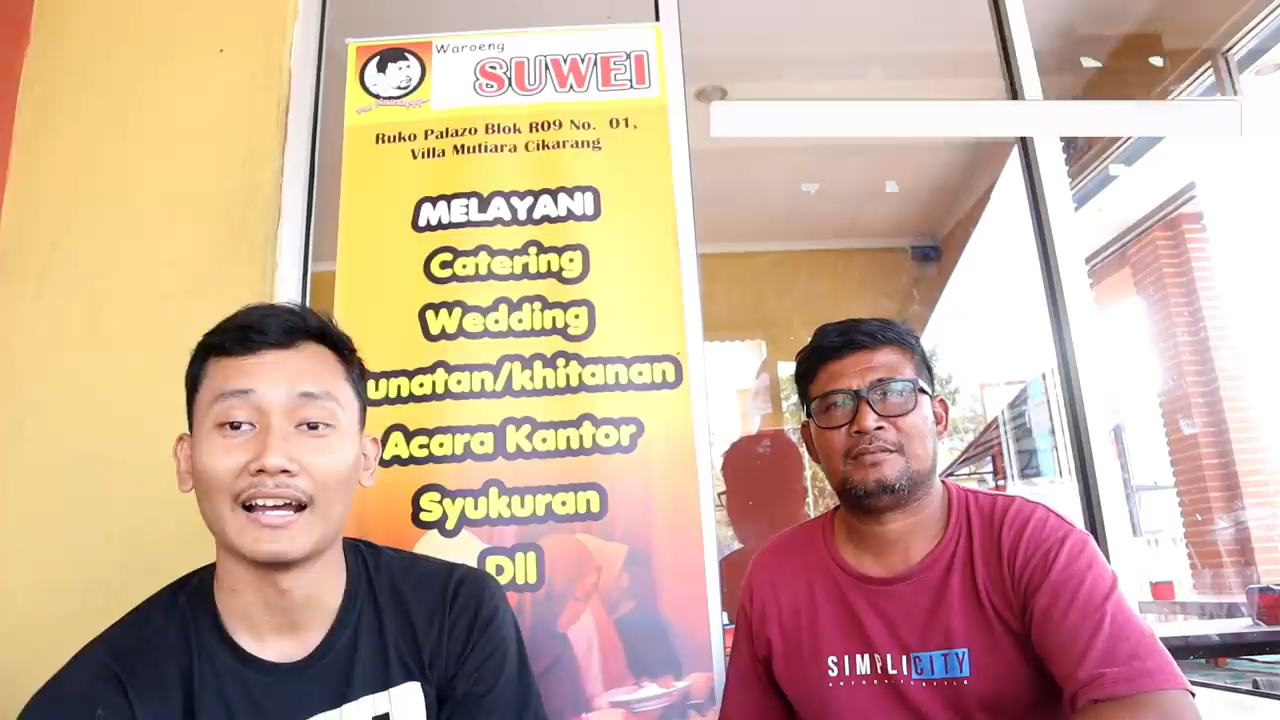 Waroeng
SUWEI
Ruko Palazo Blok R09 No. 01,
Villa Mutiara Cikarang
MELAYANI
Catering
Wedding
unatan/khitanan
Acara Kantor
Syukuran
Dll
SIMPLICITY